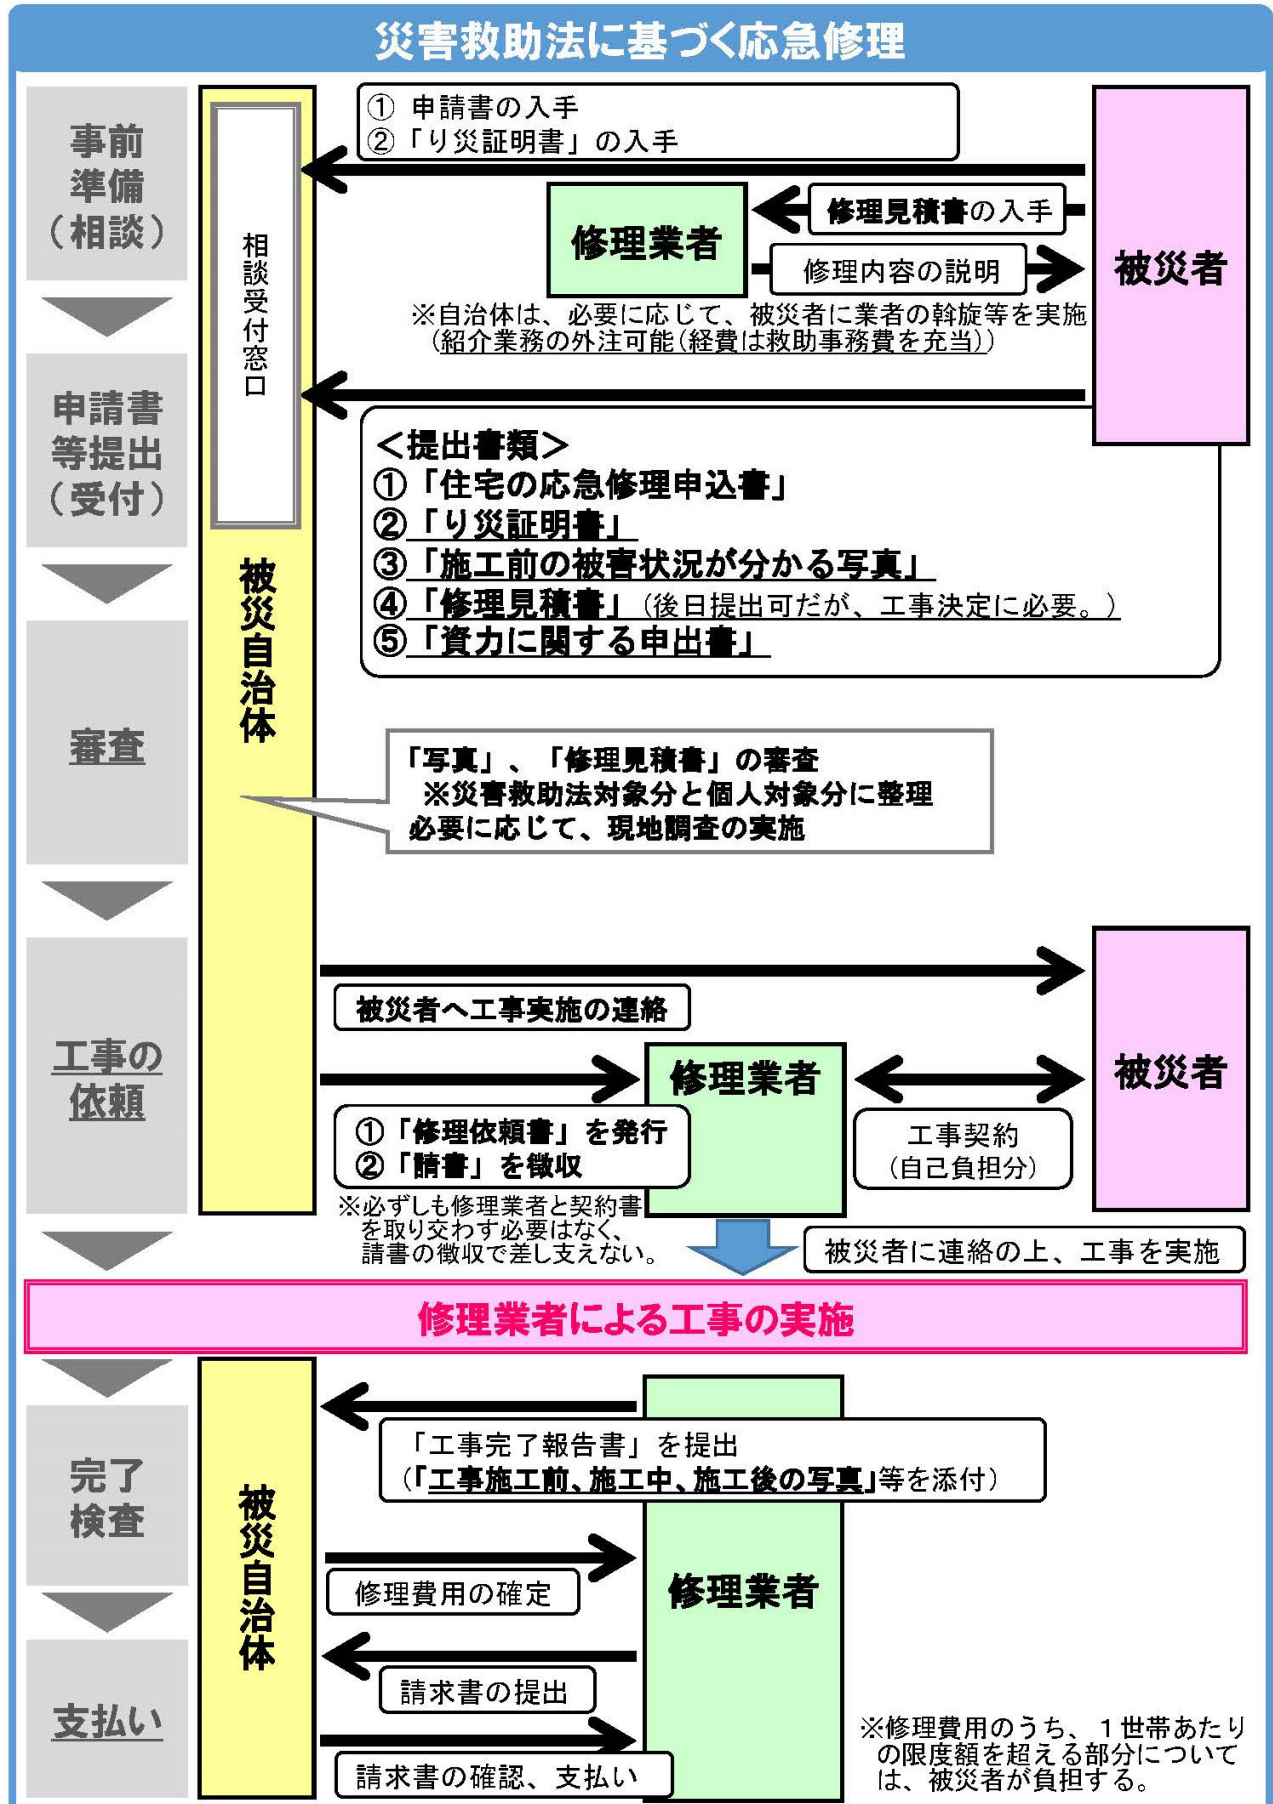 災害救助法に基づく応急修理
事前
準備
（相談）
① 申請書の入手
②「り災証明書」の入手
相談受付窓口
修理業者
修理見積書の入手
修理内容の説明
被災者
※自治体は、必要に応じて、被災者に業者の斡旋等を実施
（紹介業務の外注可能（経費は救助事務費を充当））
申請書
等提出
（受付）
＜提出書類＞
①「住宅の応急修理申込書」
②「り災証明書」
③「施工前の被害状況が分かる写真」
④「修理見積書」（後日提出可だが、工事決定に必要。）
⑤「資力に関する申出書」
被災自治体
審査
「写真」、「修理見積書」の審査
※災害救助法対象分と個人対象分に整理
必要に応じて、現地調査の実施
工事の
依頼
被災者へ工事実施の連絡
修理業者
被災者
①「修理依頼書」を発行
②「請書」を徴収
工事契約
（自己負担分）
※必ずしも修理業者と契約書
を取り交わす必要はなく、
請書の徴収で差し支えない。
被災者に連絡の上、工事を実施
修理業者による工事の実施
完了
検査
被災自治体
「工事完了報告書」を提出
（「工事施工前、施工中、施工後の写真」等を添付）
修理費用の確定
修理業者
請求書の提出
支払い
請求書の確認、支払い
※修理費用のうち、１世帯あたり
の限度額を超える部分について
は、被災者が負担する。